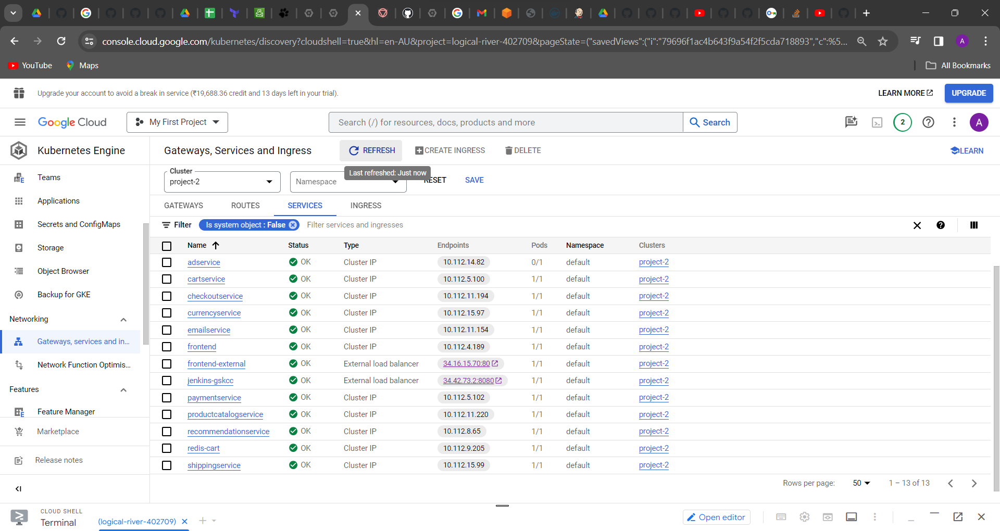 console.cloud.google.com/kubernetes/discovery?cloudshell=true&hl=en-AU&project=logical-river-402709&pageState=("savedViews":("i":"79696f1ac4b643f9a54f2f5cda718893","c":%5...
A
YouTube
Maps
All Bookmarks
Upgrade your account to avoid a break in service (₹19,688.36 credit and 13 days left in your trial).
LEARN MORE
UPGRADE
Google Cloud
My First Project
Search (/) for resources, docs, products and more
Search
2
A
Kubernetes Engine
Gateways, Services and Ingress
REFRESH
CREATE INGRESS
DELETE
LEARN
Last refreshed: Just now
Teams
Applications
Secrets and ConfigMaps
Storage
Object Browser
Backup for GKE
Networking
Gateways, services and in...
Network Function Optimis...
Features
Feature Manager
Marketplace
Release notes
Cluster
project-2
Namespace
RESET
SAVE
GATEWAYS ROUTES SERVICES INGRESS
Filter
Is system object : False
Filter services and ingresses
Name Status Type Endpoints Pods Namespace Clusters
adservice OK Cluster IP 10.112.14.82 0/1 default project-2
cartservice OK Cluster IP 10.112.5.100 1/1 default project-2
checkoutservice OK Cluster IP 10.112.11.194 1/1 default project-2
currencyservice OK Cluster IP 10.112.15.97 1/1 default project-2
emailservice OK Cluster IP 10.112.11.154 1/1 default project-2
frontend OK Cluster IP 10.112.4.189 1/1 default project-2
frontend-external OK External load balancer 34.16.15.70:80 1/1 default project-2
jenkins-gskcc OK External load balancer 34.42.73.2:8080 1/1 default project-2
paymentservice OK Cluster IP 10.112.5.102 1/1 default project-2
productcatalogservice OK Cluster IP 10.112.11.220 1/1 default project-2
recommendationservice OK Cluster IP 10.112.8.65 1/1 default project-2
redis-cart OK Cluster IP 10.112.9.205 1/1 default project-2
shippingservice OK Cluster IP 10.112.15.99 1/1 default project-2
Rows per page: 50 1 – 13 of 13
CLOUD SHELL
Terminal
(logical-river-402709)
Open editor